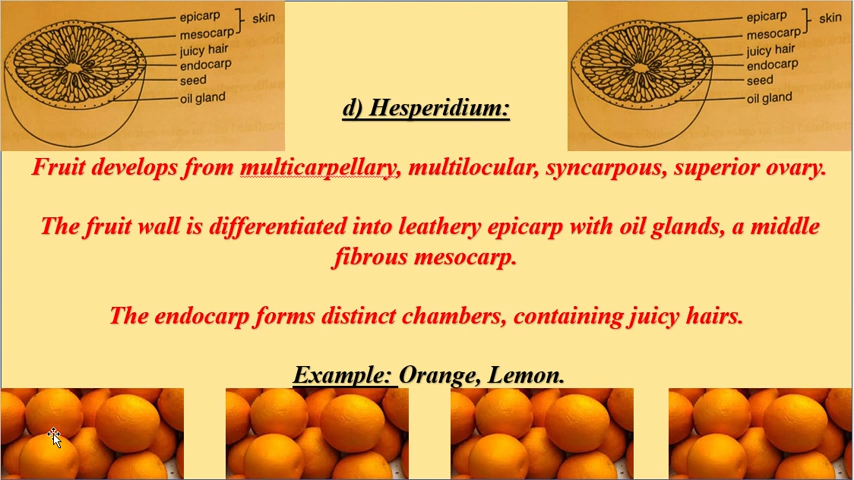 epicarp
mesocarp
skin
juicy hair
endocarp
seed
oil gland
epicarp
mesocarp
skin
juicy hair
endocarp
seed
oil gland
d) Hesperidium:
Fruit develops from multicarpellary, multilocular, syncarpous, superior ovary.
The fruit wall is differentiated into leathery epicarp with oil glands, a middle
fibrous mesocarp.
The endocarp forms distinct chambers, containing juicy hairs.
Example: Orange, Lemon.